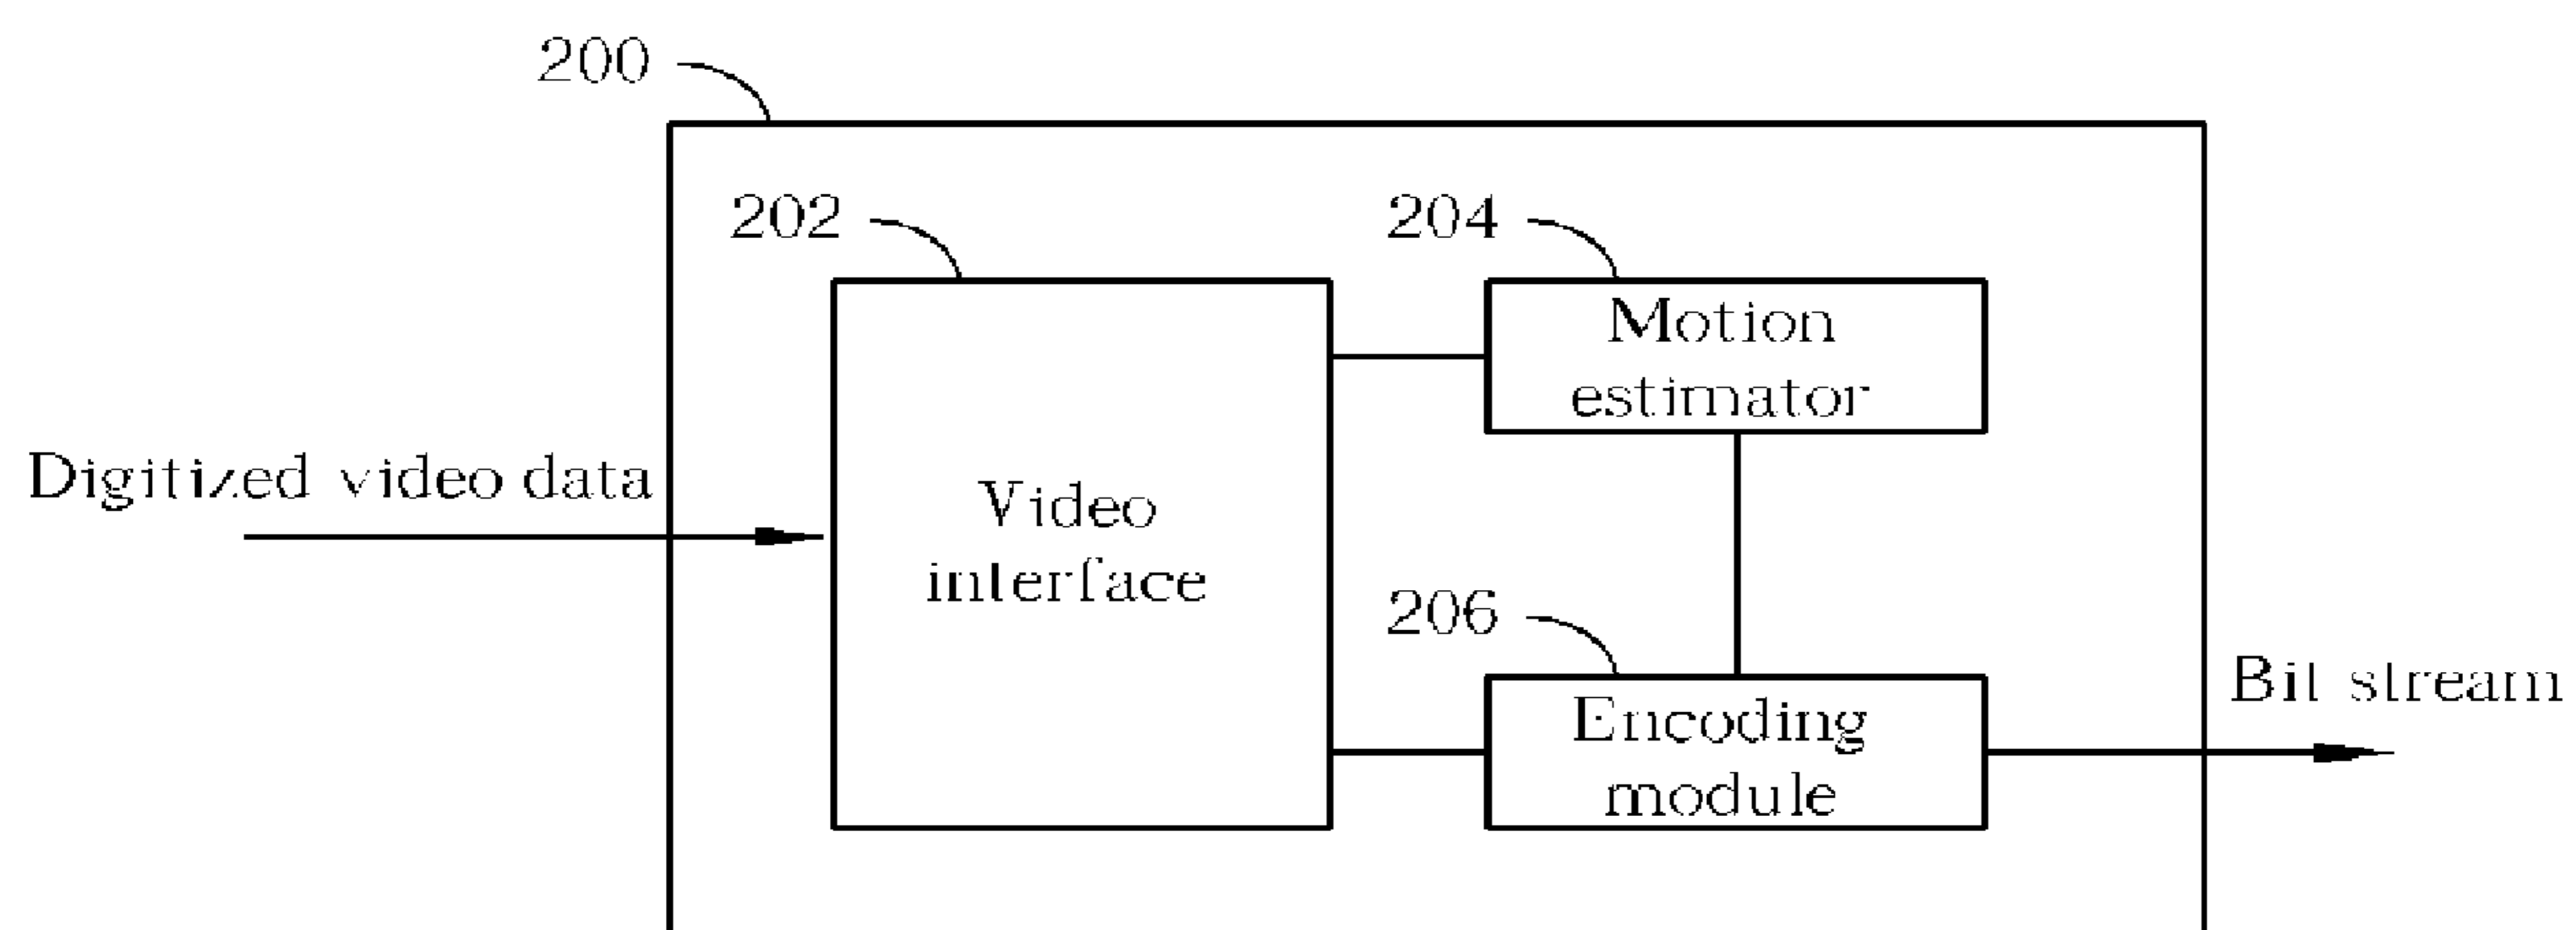 200
202
204
Motion
estimator
Digitized video data
Video
interface
206
Encoding
module
Bit stream